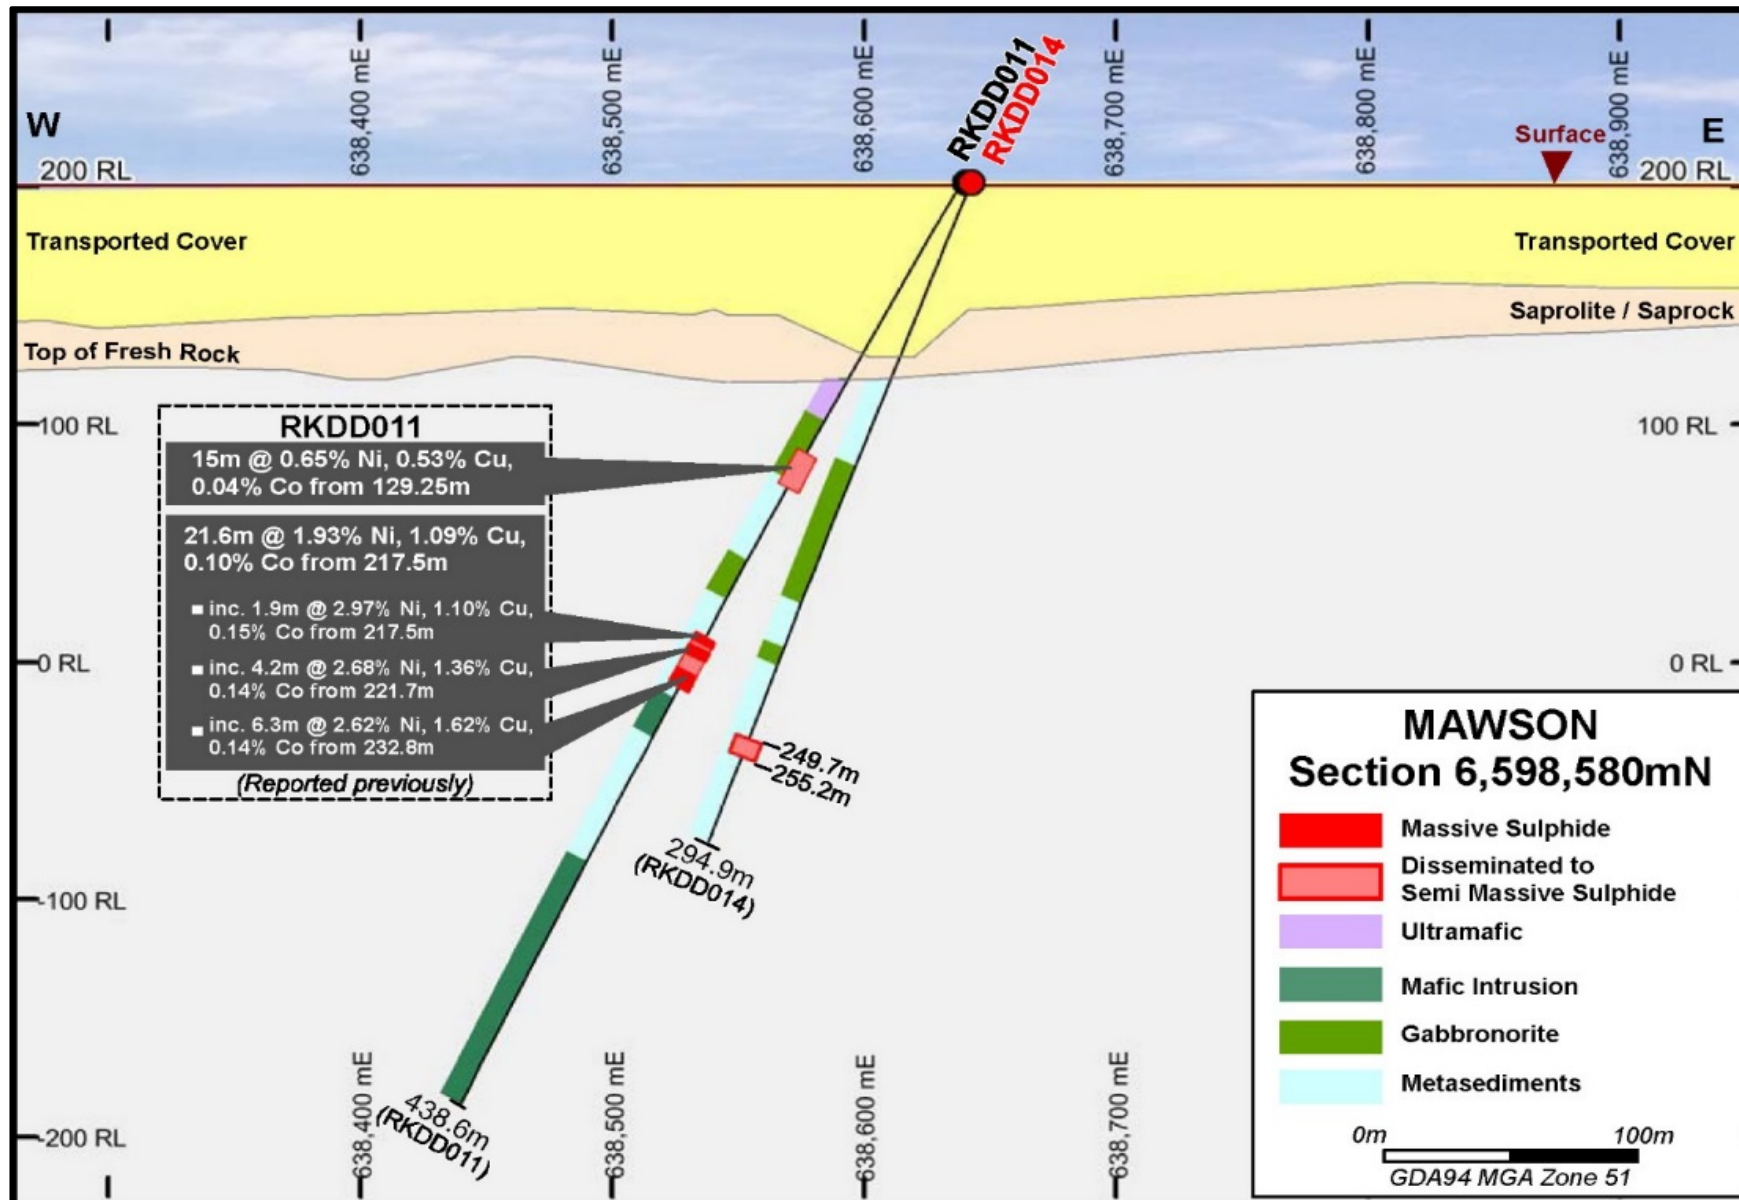 638,400 mE
638,500 mE
638,600 mE
RKDD011
RKDD014
638,700 mE
638,800 mE
638,900 mE
W
E
Surface
200 RL
200 RL
Transported Cover
Transported Cover
Saprolite / Saprock
Top of Fresh Rock
100 RL
100 RL
RKDD011
15m @ 0.65% Ni, 0.53% Cu,
0.04% Co from 129.25m
21.6m @ 1.93% Ni, 1.09% Cu,
0.10% Co from 217.5m
inc. 1.9m @ 2.97% Ni, 1.10% Cu,
0.15% Co from 217.5m
inc. 4.2m @ 2.68% Ni, 1.36% Cu,
0.14% Co from 221.7m
inc. 6.3m @ 2.62% Ni, 1.62% Cu,
0.14% Co from 232.8m
(Reported previously)
0 RL
0 RL
249.7m
255.2m
294.9m
(RKDD014)
-100 RL
438.6m
(RKDD011)
-200 RL
638,400 mE
638,500 mE
638,600 mE
638,700 mE
MAWSON
Section 6,598,580mN
Massive Sulphide
Disseminated to
Semi Massive Sulphide
Ultramafic
Mafic Intrusion
Gabbronorite
Metasediments
0m
100m
GDA94 MGA Zone 51